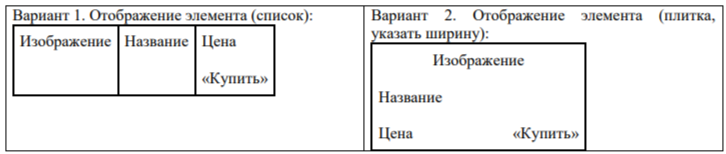 Вариант 1. Отображение элемента (список):
Изображение Название Цена
«Купить»
Вариант 2. Отображение элемента (плитка,
указать ширину):
Изображение
Название
Цена «Купить»